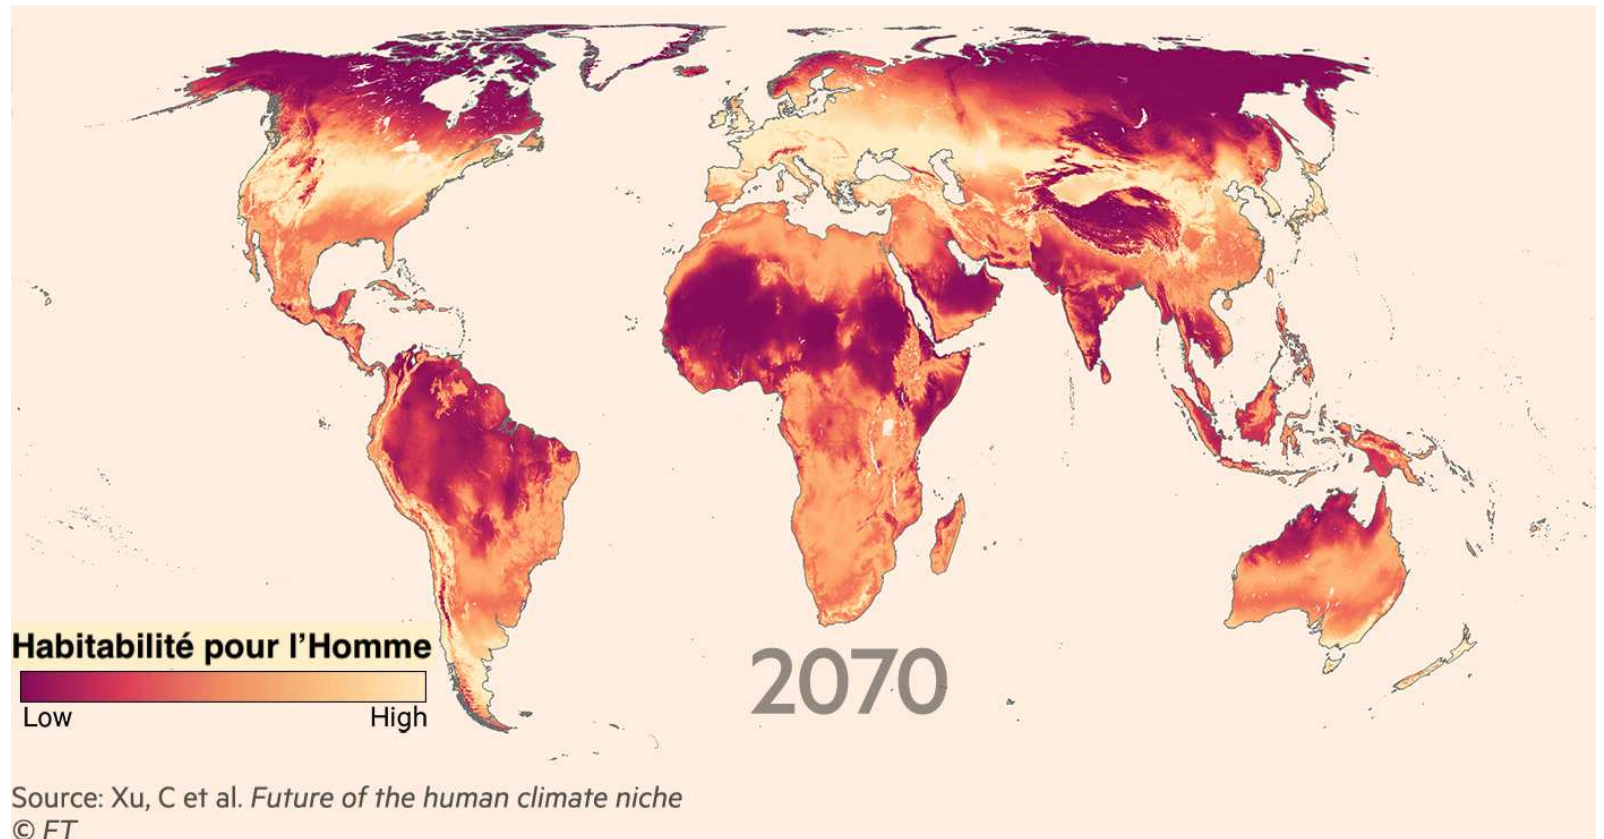 Habitabilité pour l’Homme
Low High
2070
Source: Xu, C et al. Future of the human climate niche
© FT